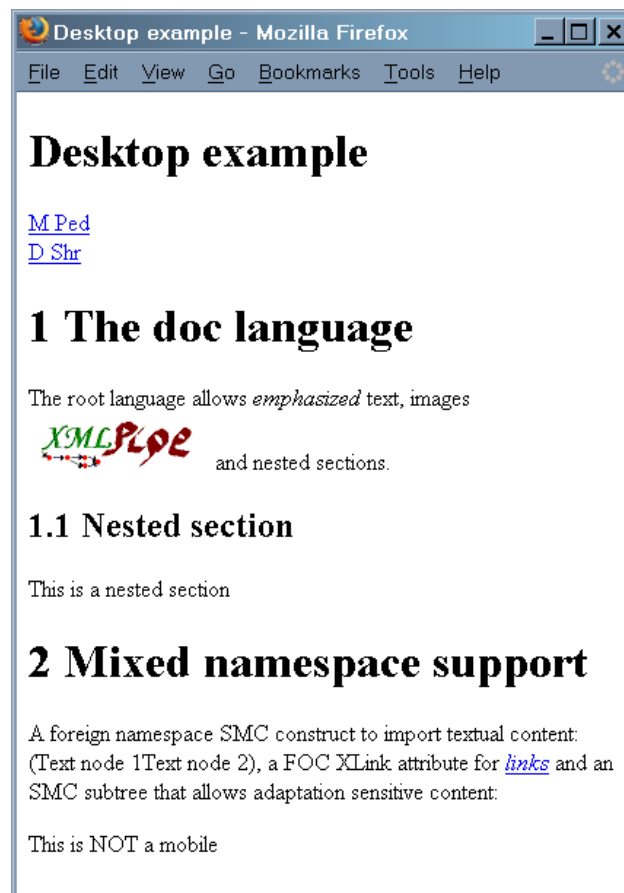 Desktop example - Mozilla Firefox
File Edit View Go Bookmarks Tools Help
Desktop example
M Ped
D Shr
1 The doc language
The root language allows emphasized text, images
XMLPipe and nested sections.
1.1 Nested section
This is a nested section
2 Mixed namespace support
A foreign namespace SMC construct to import textual content:
(Text node 1Text node 2), a FOC XLink attribute for links and an
SMC subtree that allows adaptation sensitive content:
This is NOT a mobile